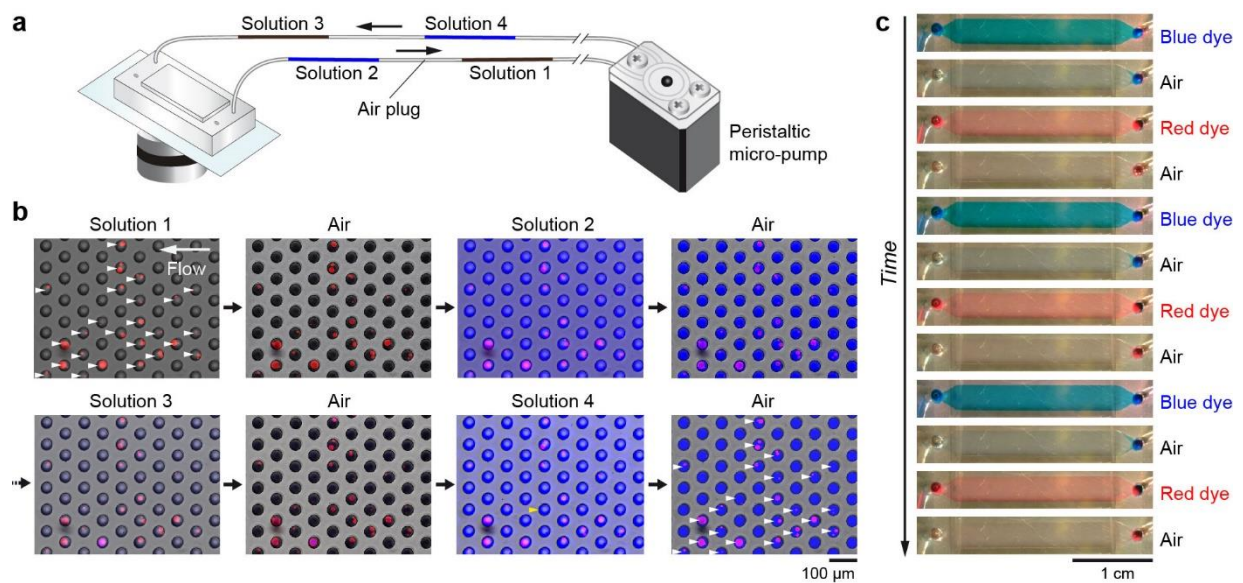 a
Solution 3
Solution 4
Solution 2
Solution 1
Air plug
Peristaltic
micro-pump
b
Solution 1
Air
Solution 2
Air
Flow
Solution 3
Air
Solution 4
Air
100 µm
c
Time
Blue dye
Air
Red dye
Air
Blue dye
Air
Red dye
Air
Blue dye
Air
Red dye
Air
1 cm